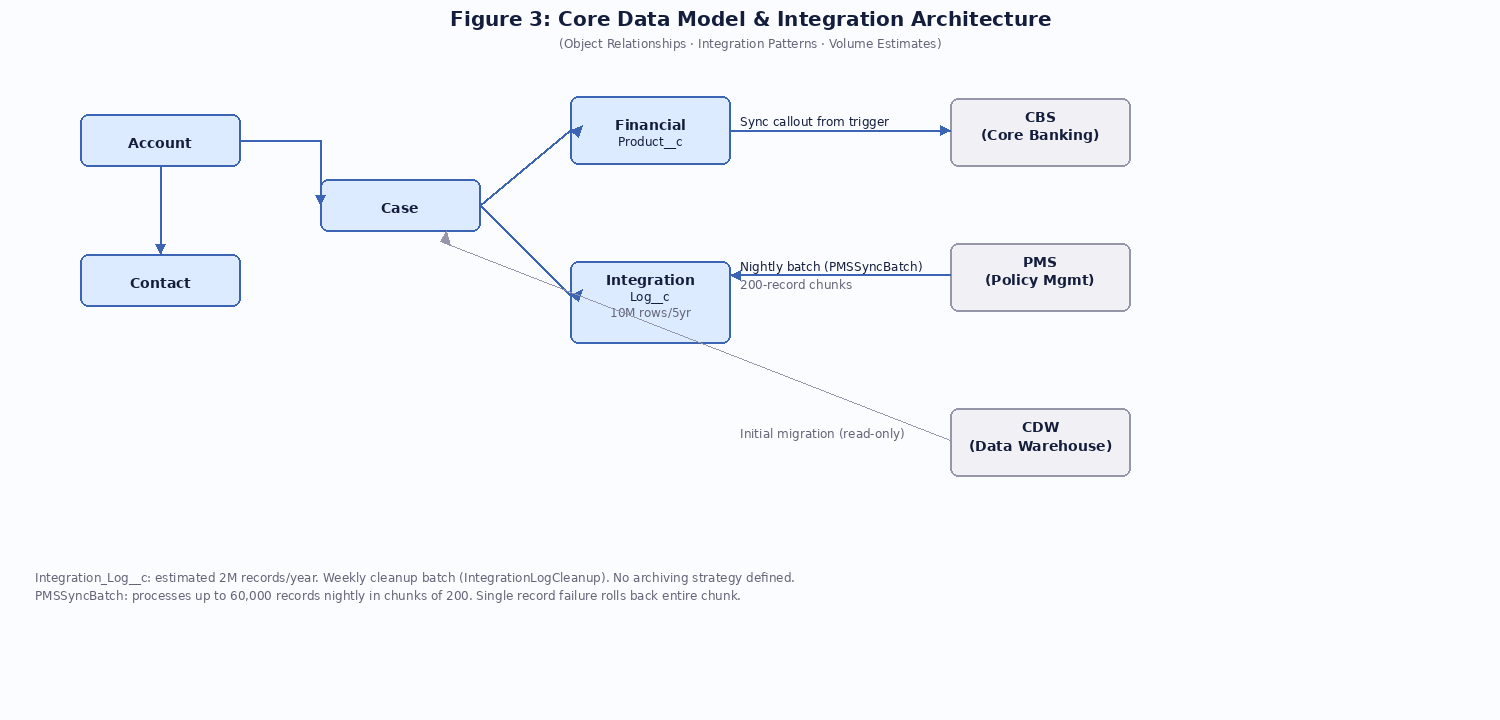 Figure 3: Core Data Model & Integration Architecture
(Object Relationships · Integration Patterns · Volume Estimates)
Account
Contact
Case
Financial
Product__c
Sync callout from trigger
CBS
(Core Banking)
Integration
Log__c
10M rows/5yr
Nightly batch (PMSSyncBatch)
200-record chunks
PMS
(Policy Mgmt)
Initial migration (read-only)
CDW
(Data Warehouse)
Integration_Log__c: estimated 2M records/year. Weekly cleanup batch (IntegrationLogCleanup). No archiving strategy defined.
PMSSyncBatch: processes up to 60,000 records nightly in chunks of 200. Single record failure rolls back entire chunk.